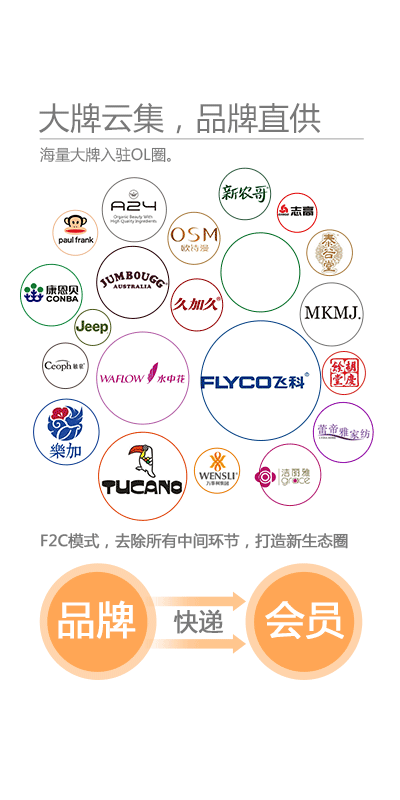 大牌云集，品牌直供
海量大牌入驻OL圈。
A24
Organic Beauty With
High Quality Ingredients
新农哥
志高
paul frank
OSM
欧诗漫
泰合堂
康恩贝
CONBA
JUMBOUGG
AUSTRALIA
久加久
MKMJ.
Jeep
Ceoph
WAFLOW 水中花
FLYCO飞科
胡庆余堂
樂加
蕾帝雅家纺
TUCANO
WENSLI
万事利集团
洁丽雅
grace
F2C模式，去除所有中间环节，打造新生态圈
品牌
快递
会员